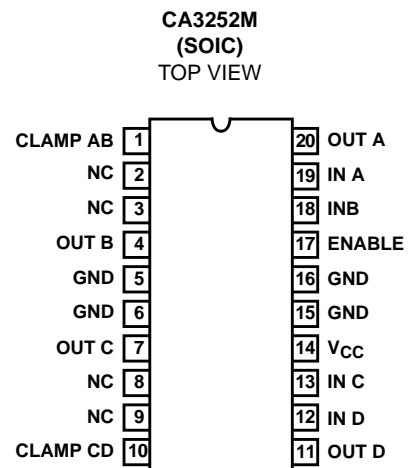 CA3252M
(SOIC)
TOP VIEW
CLAMP AB 1 20 OUT A
NC 2 19 IN A
NC 3 18 INB
OUT B 4 17 ENABLE
GND 5 16 GND
GND 6 15 GND
OUT C 7 14 VCC
NC 8 13 IN C
NC 9 12 IN D
CLAMP CD 10 11 OUT D